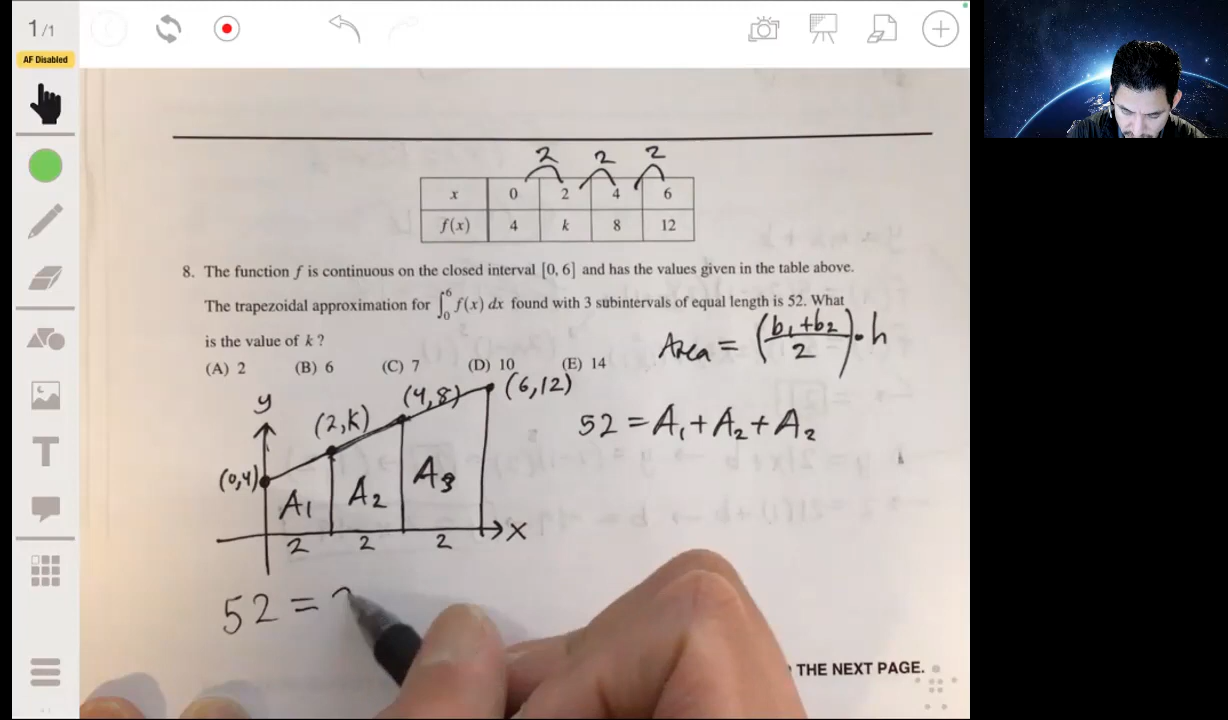 1/1
AF Disabled
T
2 2 2
x 0 2 4 6
f(x) 4 k 8 12
8. The function f is continuous on the closed interval [0, 6] and has the values given in the table above.
The trapezoidal approximation for ∫₀⁶ f(x) dx found with 3 subintervals of equal length is 52. What
is the value of k ?
(A) 2 (B) 6 (C) 7 (D) 10 (E) 14
Area = (b₁+b₂/2)·h
y
(0,4) (2,k) (4,8) (6,12)
52 = A₁+A₂+A₂
A₁ A₂ A₃
2 2 2 x
52 =
THE NEXT PAGE.